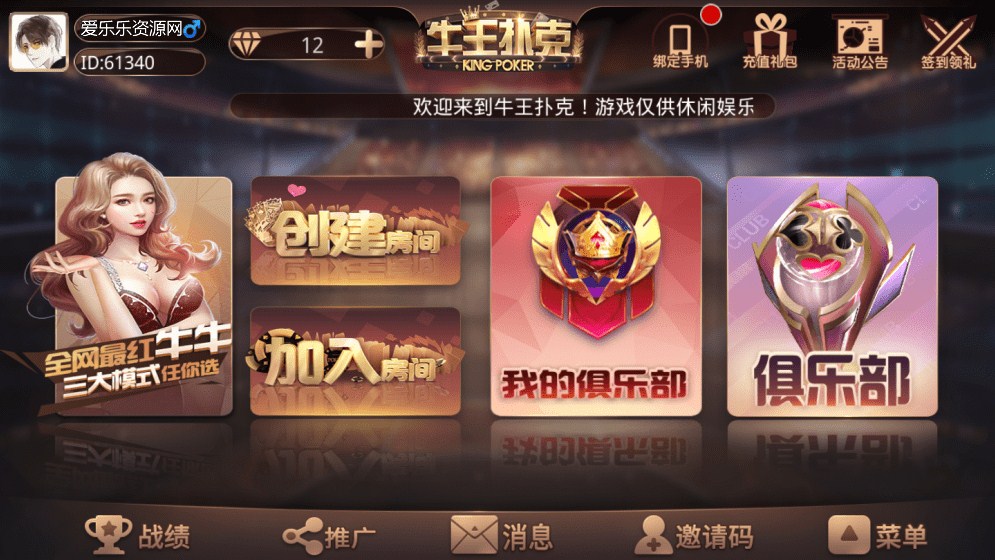 爱乐乐资源网
ID:61340
12
牛王扑克
KING POKER
绑定手机
充值礼包
活动公告
签到领礼
欢迎来到牛王扑克！游戏仅供休闲娱乐
全网最红牛牛
三大模式任你选
创建房间
加入房间
我的俱乐部
CLUB
CL
俱乐部
战绩
推广
消息
邀请码
菜单